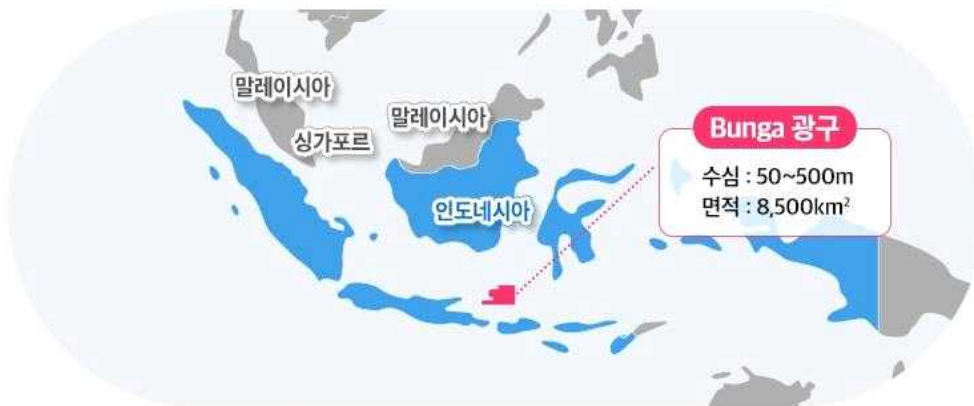 말레이시아
싱가포르
말레이시아
인도네시아
Bunga 광구
수심 : 50~500m
면적 : 8,500km²